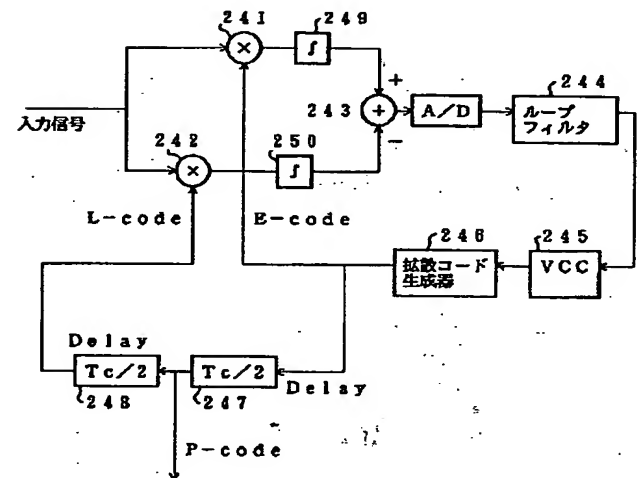 241
249
×
∫
+
243
+
A/D
244
ループ
フィルタ
入力信号
242
250
×
∫
−
L-code
E-code
246
拡散コード
生成器
245
VCC
Delay
Tc/2
248
Tc/2
247
Delay
P-code